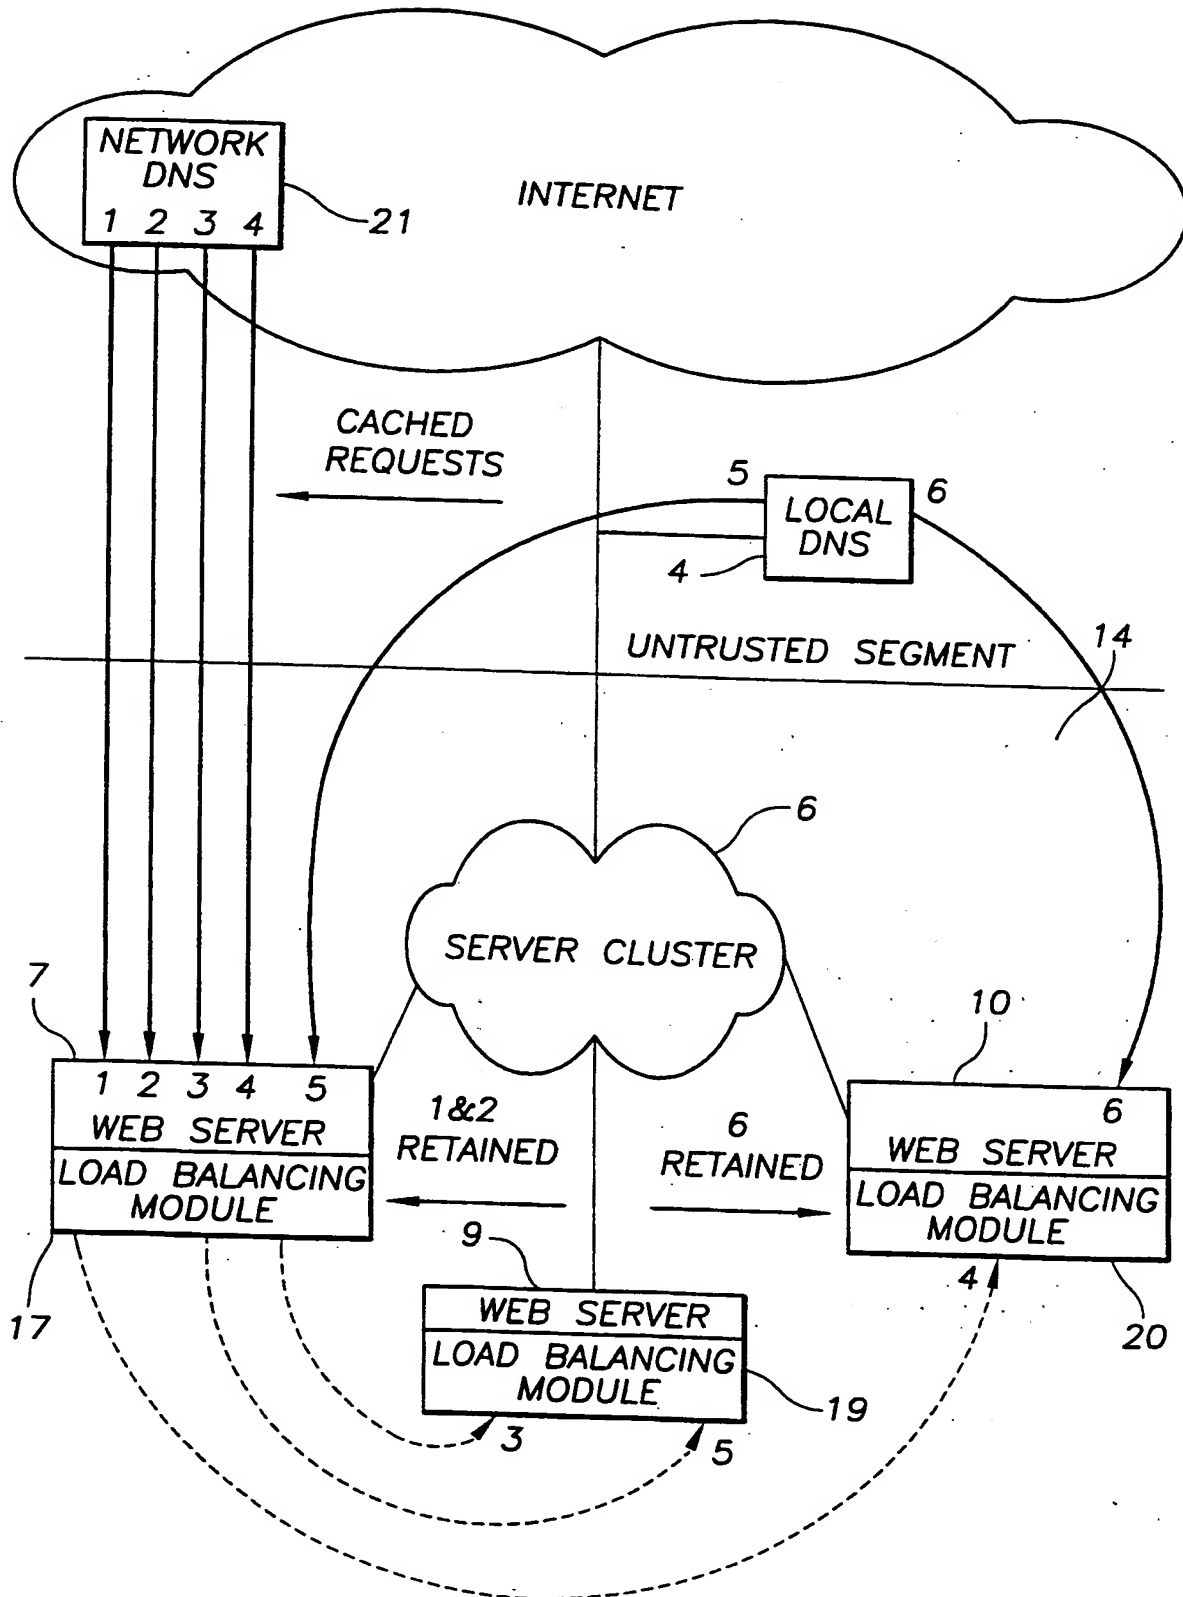 NETWORK
DNS
1 2 3 4
21
INTERNET
CACHED
REQUESTS
5
6
LOCAL
DNS
4
UNTRUSTED SEGMENT
14
6
SERVER CLUSTER
7
1 2 3 4 5
WEB SERVER
LOAD BALANCING
MODULE
17
1&2
RETAINED
6
RETAINED
10
6
WEB SERVER
LOAD BALANCING
MODULE
4
20
9
WEB SERVER
LOAD BALANCING
MODULE
19
3
5